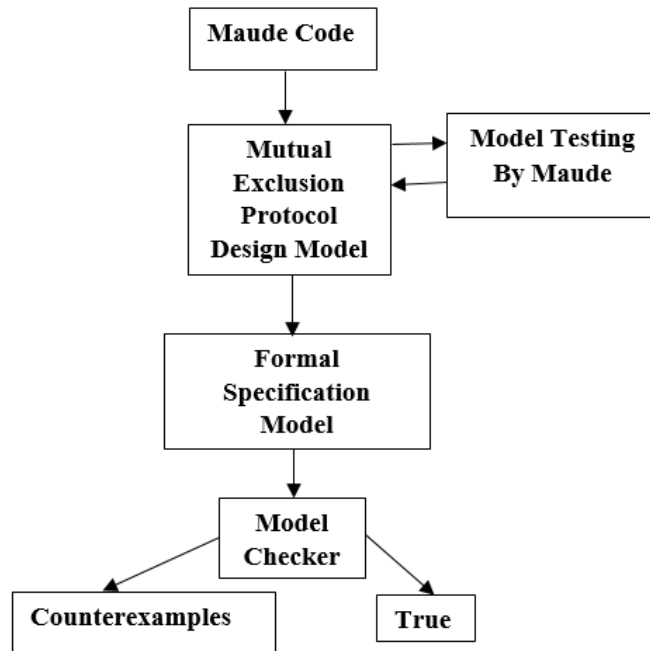 Maude Code
Mutual
Exclusion
Protocol
Design Model
Model Testing
By Maude
Formal
Specification
Model
Model
Checker
Counterexamples
True